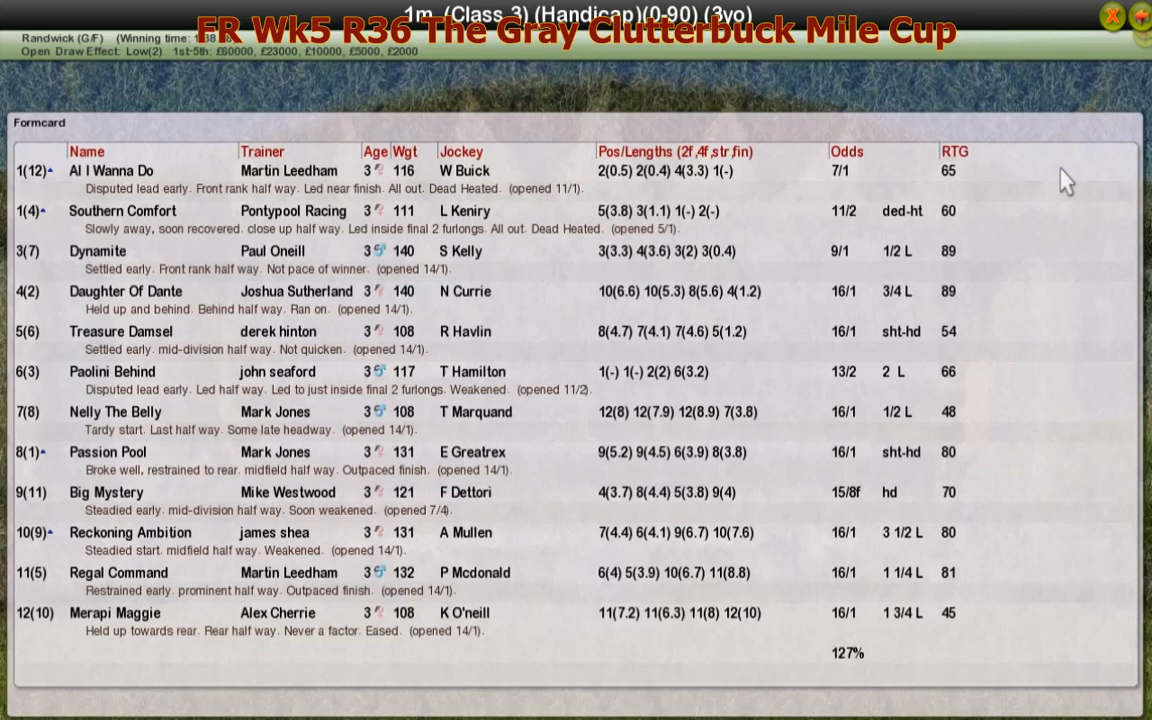 1m (Class 3) (Handicap)(0-90) (3yo)
FR Wk5 R36 The Gray Clutterbuck Mile Cup
Randwick (G/F) (Winning time:
Open Draw Effect: Low(2) 1st-5th: £60000, £23000, £10000, £5000, £2000
Formcard
Name Trainer Age Wgt Jockey Pos/Lengths (2f,4f,str,fin) Odds RTG
1(12) Al I Wanna Do Martin Leedham 3 116 W Buick 2(0.5) 2(0.4) 4(3.3) 1(-) 7/1 65
Disputed lead early. Front rank half way. Led near finish. All out. Dead Heated. (opened 11/1).
1(4) Southern Comfort Pontypool Racing 3 111 L Keniry 5(3.8) 3(1.1) 1(-) 2(-) 11/2 ded-ht 60
Slowly away, soon recovered. close up half way. Led inside final 2 furlongs. All out. Dead Heated. (opened 5/1).
3(7) Dynamite Paul Oneill 3 140 S Kelly 3(3.3) 4(3.6) 3(2) 3(0.4) 9/1 1/2 L 89
Settled early. Front rank half way. Not pace of winner. (opened 14/1).
4(2) Daughter Of Dante Joshua Sutherland 3 140 N Currie 10(6.6) 10(5.3) 8(5.6) 4(1.2) 16/1 3/4 L 89
Held up and behind. Behind half way. Ran on. (opened 14/1).
5(6) Treasure Damsel derek hinton 3 108 R Havlin 8(4.7) 7(4.1) 7(4.6) 5(1.2) 16/1 sht-hd 54
Settled early. mid-division half way. Not quicken. (opened 14/1).
6(3) Paolini Behind john seaford 3 117 T Hamilton 1(-) 1(-) 2(2) 6(3.2) 13/2 2 L 66
Disputed lead early. Led half way. Led to just inside final 2 furlongs. Weakened. (opened 11/2).
7(8) Nelly The Belly Mark Jones 3 108 T Marquand 12(8) 12(7.9) 12(8.9) 7(3.8) 16/1 1/2 L 48
Tardy start. Last half way. Some late headway. (opened 14/1).
8(1) Passion Pool Mark Jones 3 131 E Greatrex 9(5.2) 9(4.5) 6(3.9) 8(3.8) 16/1 sht-hd 80
Broke well, restrained to rear. midfield half way. Outpaced finish. (opened 14/1).
9(11) Big Mystery Mike Westwood 3 121 F Dettori 4(3.7) 8(4.4) 5(3.8) 9(4) 15/8f hd 70
Steadied early. mid-division half way. Soon weakened. (opened 7/4).
10(9) Reckoning Ambition james shea 3 131 A Mullen 7(4.4) 6(4.1) 9(6.7) 10(7.6) 16/1 3 1/2 L 80
Steadied start. midfield half way. Weakened. (opened 14/1).
11(5) Regal Command Martin Leedham 3 132 P Mcdonald 6(4) 5(3.9) 10(6.7) 11(8.8) 16/1 1 1/4 L 81
Restrained early. prominent half way. Outpaced finish. (opened 14/1).
12(10) Merapi Maggie Alex Cherrie 3 108 K O'neill 11(7.2) 11(6.3) 11(8) 12(10) 16/1 1 3/4 L 45
Held up towards rear. Rear half way. Never a factor. Eased. (opened 14/1).
127%